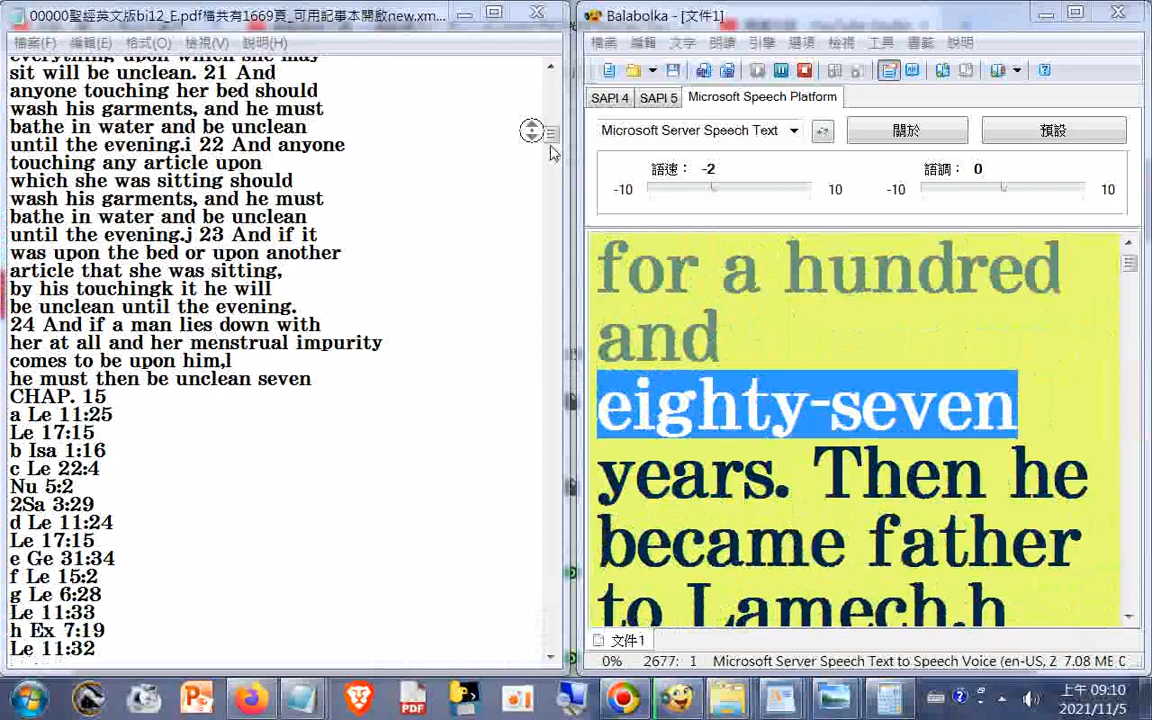 00000聖經英文版bi12_E.pdf檔共有1669頁_可用記事本開啟new.xm...
檔案(F) 編輯(E) 格式(O) 檢視(V) 說明(H)
everything upon which she may
sit will be unclean. 21 And
anyone touching her bed should
wash his garments, and he must
bathe in water and be unclean
until the evening.i 22 And anyone
touching any article upon
which she was sitting should
wash his garments, and he must
bathe in water and be unclean
until the evening.j 23 And if it
was upon the bed or upon another
article that she was sitting,
by his touchingk it he will
be unclean until the evening.
24 And if a man lies down with
her at all and her menstrual impurity
comes to be upon him,l
he must then be unclean seven
CHAP. 15
a Le 11:25
Le 17:15
b Isa 1:16
c Le 22:4
Nu 5:2
2Sa 3:29
d Le 11:24
Le 17:15
e Ge 31:34
f Le 15:2
g Le 6:28
Le 11:33
h Ex 7:19
Le 11:32
Balabolka - [文件1]
檔案 編輯 文字 朗讀 引擎 選項 檢視 工具 書籤 說明
SAPI 4 SAPI 5 Microsoft Speech Platform
Microsoft Server Speech Text 關於 預設
語速： -2 語調： 0
-10 10 -10 10
for a hundred
and
eighty-seven
years. Then he
became father
to Lamech.h
文件1
0% 2677: 1 Microsoft Server Speech Text to Speech Voice (en-US, Z 7.08 MB
PDF
上午 09:10
2021/11/5